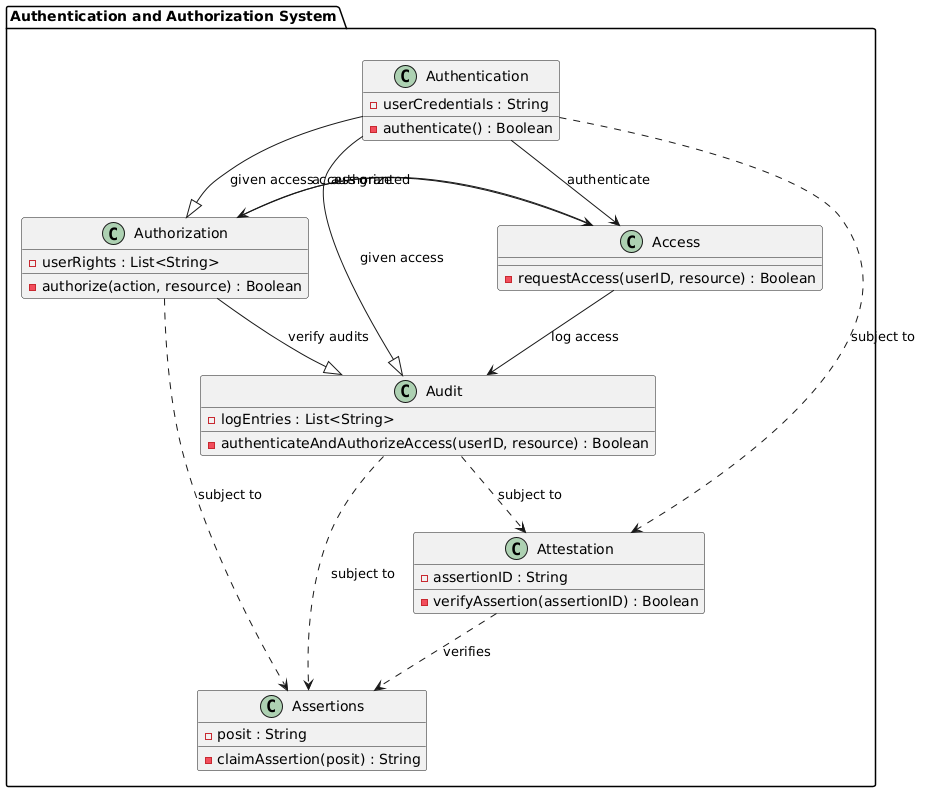 Authentication and Authorization System
C Authentication
userCredentials : String
authenticate() : Boolean
given access
access granted
authorize
authenticate
C Authorization
userRights : List<String>
authorize(action, resource) : Boolean
C Access
requestAccess(userID, resource) : Boolean
given access
verify audits
log access
subject to
C Audit
logEntries : List<String>
authenticateAndAuthorizeAccess(userID, resource) : Boolean
subject to
subject to
subject to
C Attestation
assertionID : String
verifyAssertion(assertionID) : Boolean
verifies
C Assertions
posit : String
claimAssertion(posit) : String